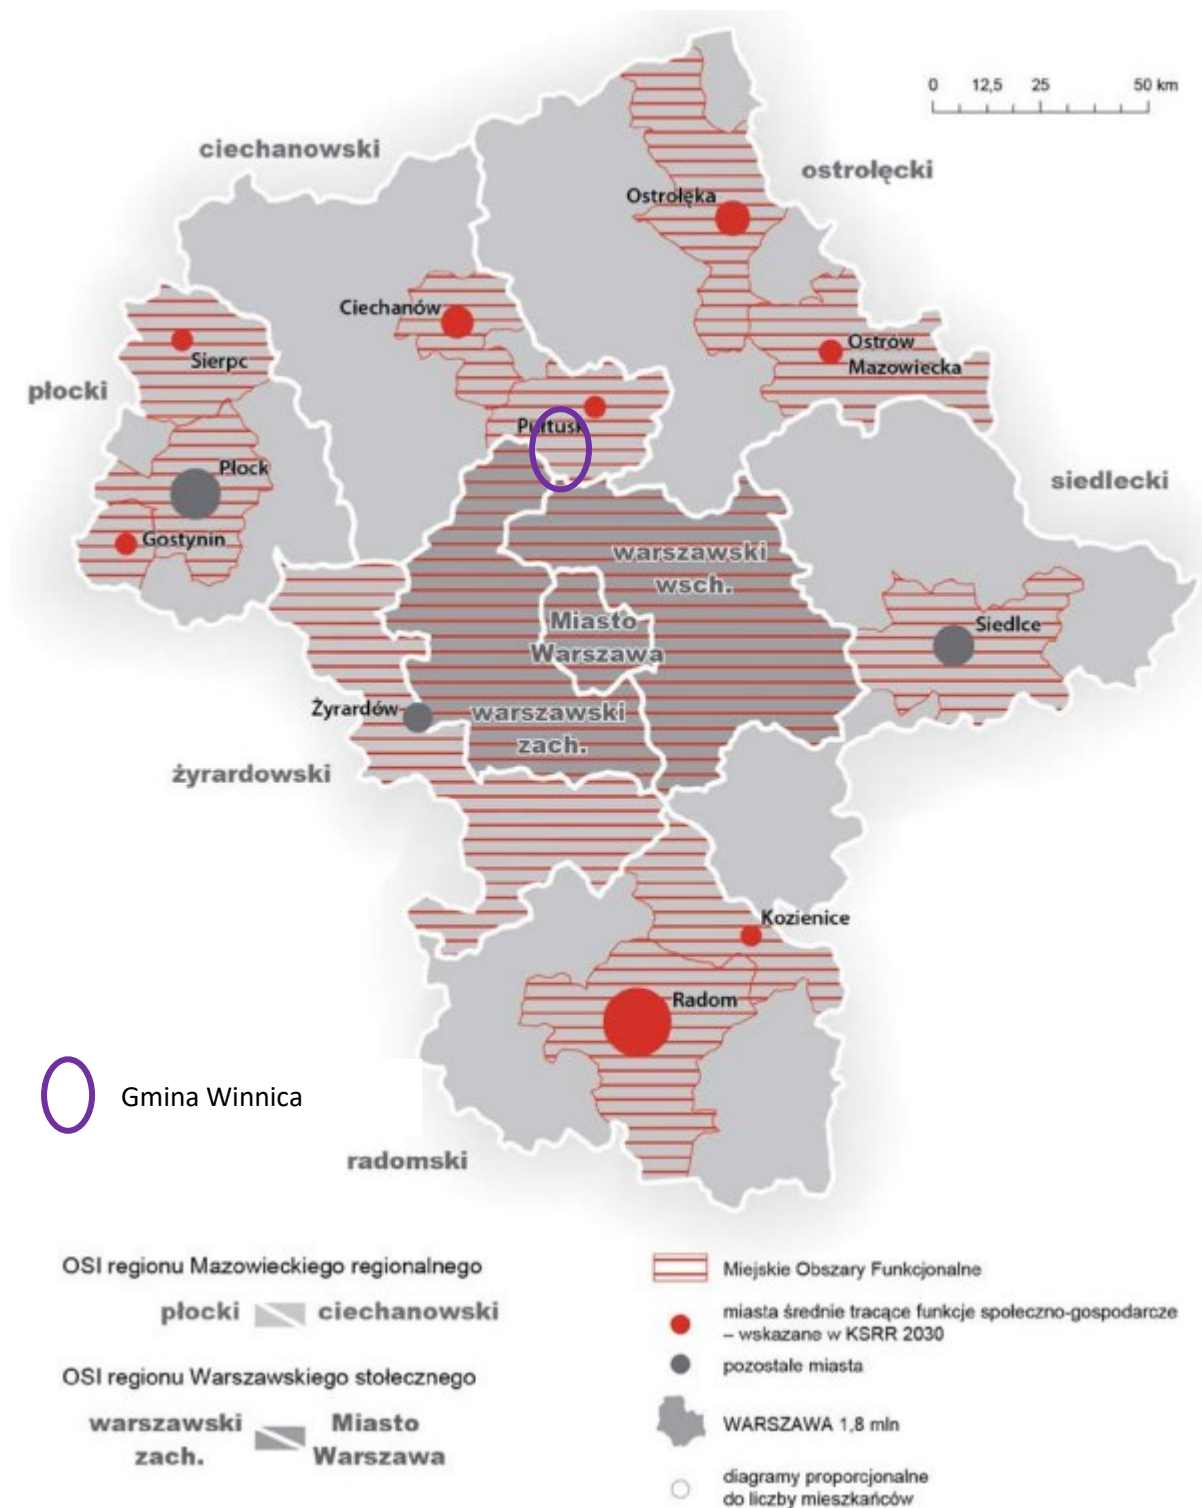 0 12,5 25 50 km
ciechanowski
ostrołęcki
Ostrołęka
Ciechanów
Sierpc
Ostrów
Mazowiecka
płocki
Pułtusk
Płock
siedlecki
Gostynin
warszawski
wsch.
Miasto
Warszawa
Siedlce
Żyrardów
warszawski
zach.
żyrardowski
Kozienice
Radom
Gmina Winnica
radomski
OSI regionu Mazowieckiego regionalnego
płocki ciechanowski
OSI regionu Warszawskiego stołecznego
warszawski
zach.
Miasto
Warszawa
Miejskie Obszary Funkcjonalne
miasta średnie tracące funkcje społeczno-gospodarcze
– wskazane w KSRR 2030
pozostałe miasta
WARSZAWA 1,8 mln
diagramy proporcjonalne
do liczby mieszkańców